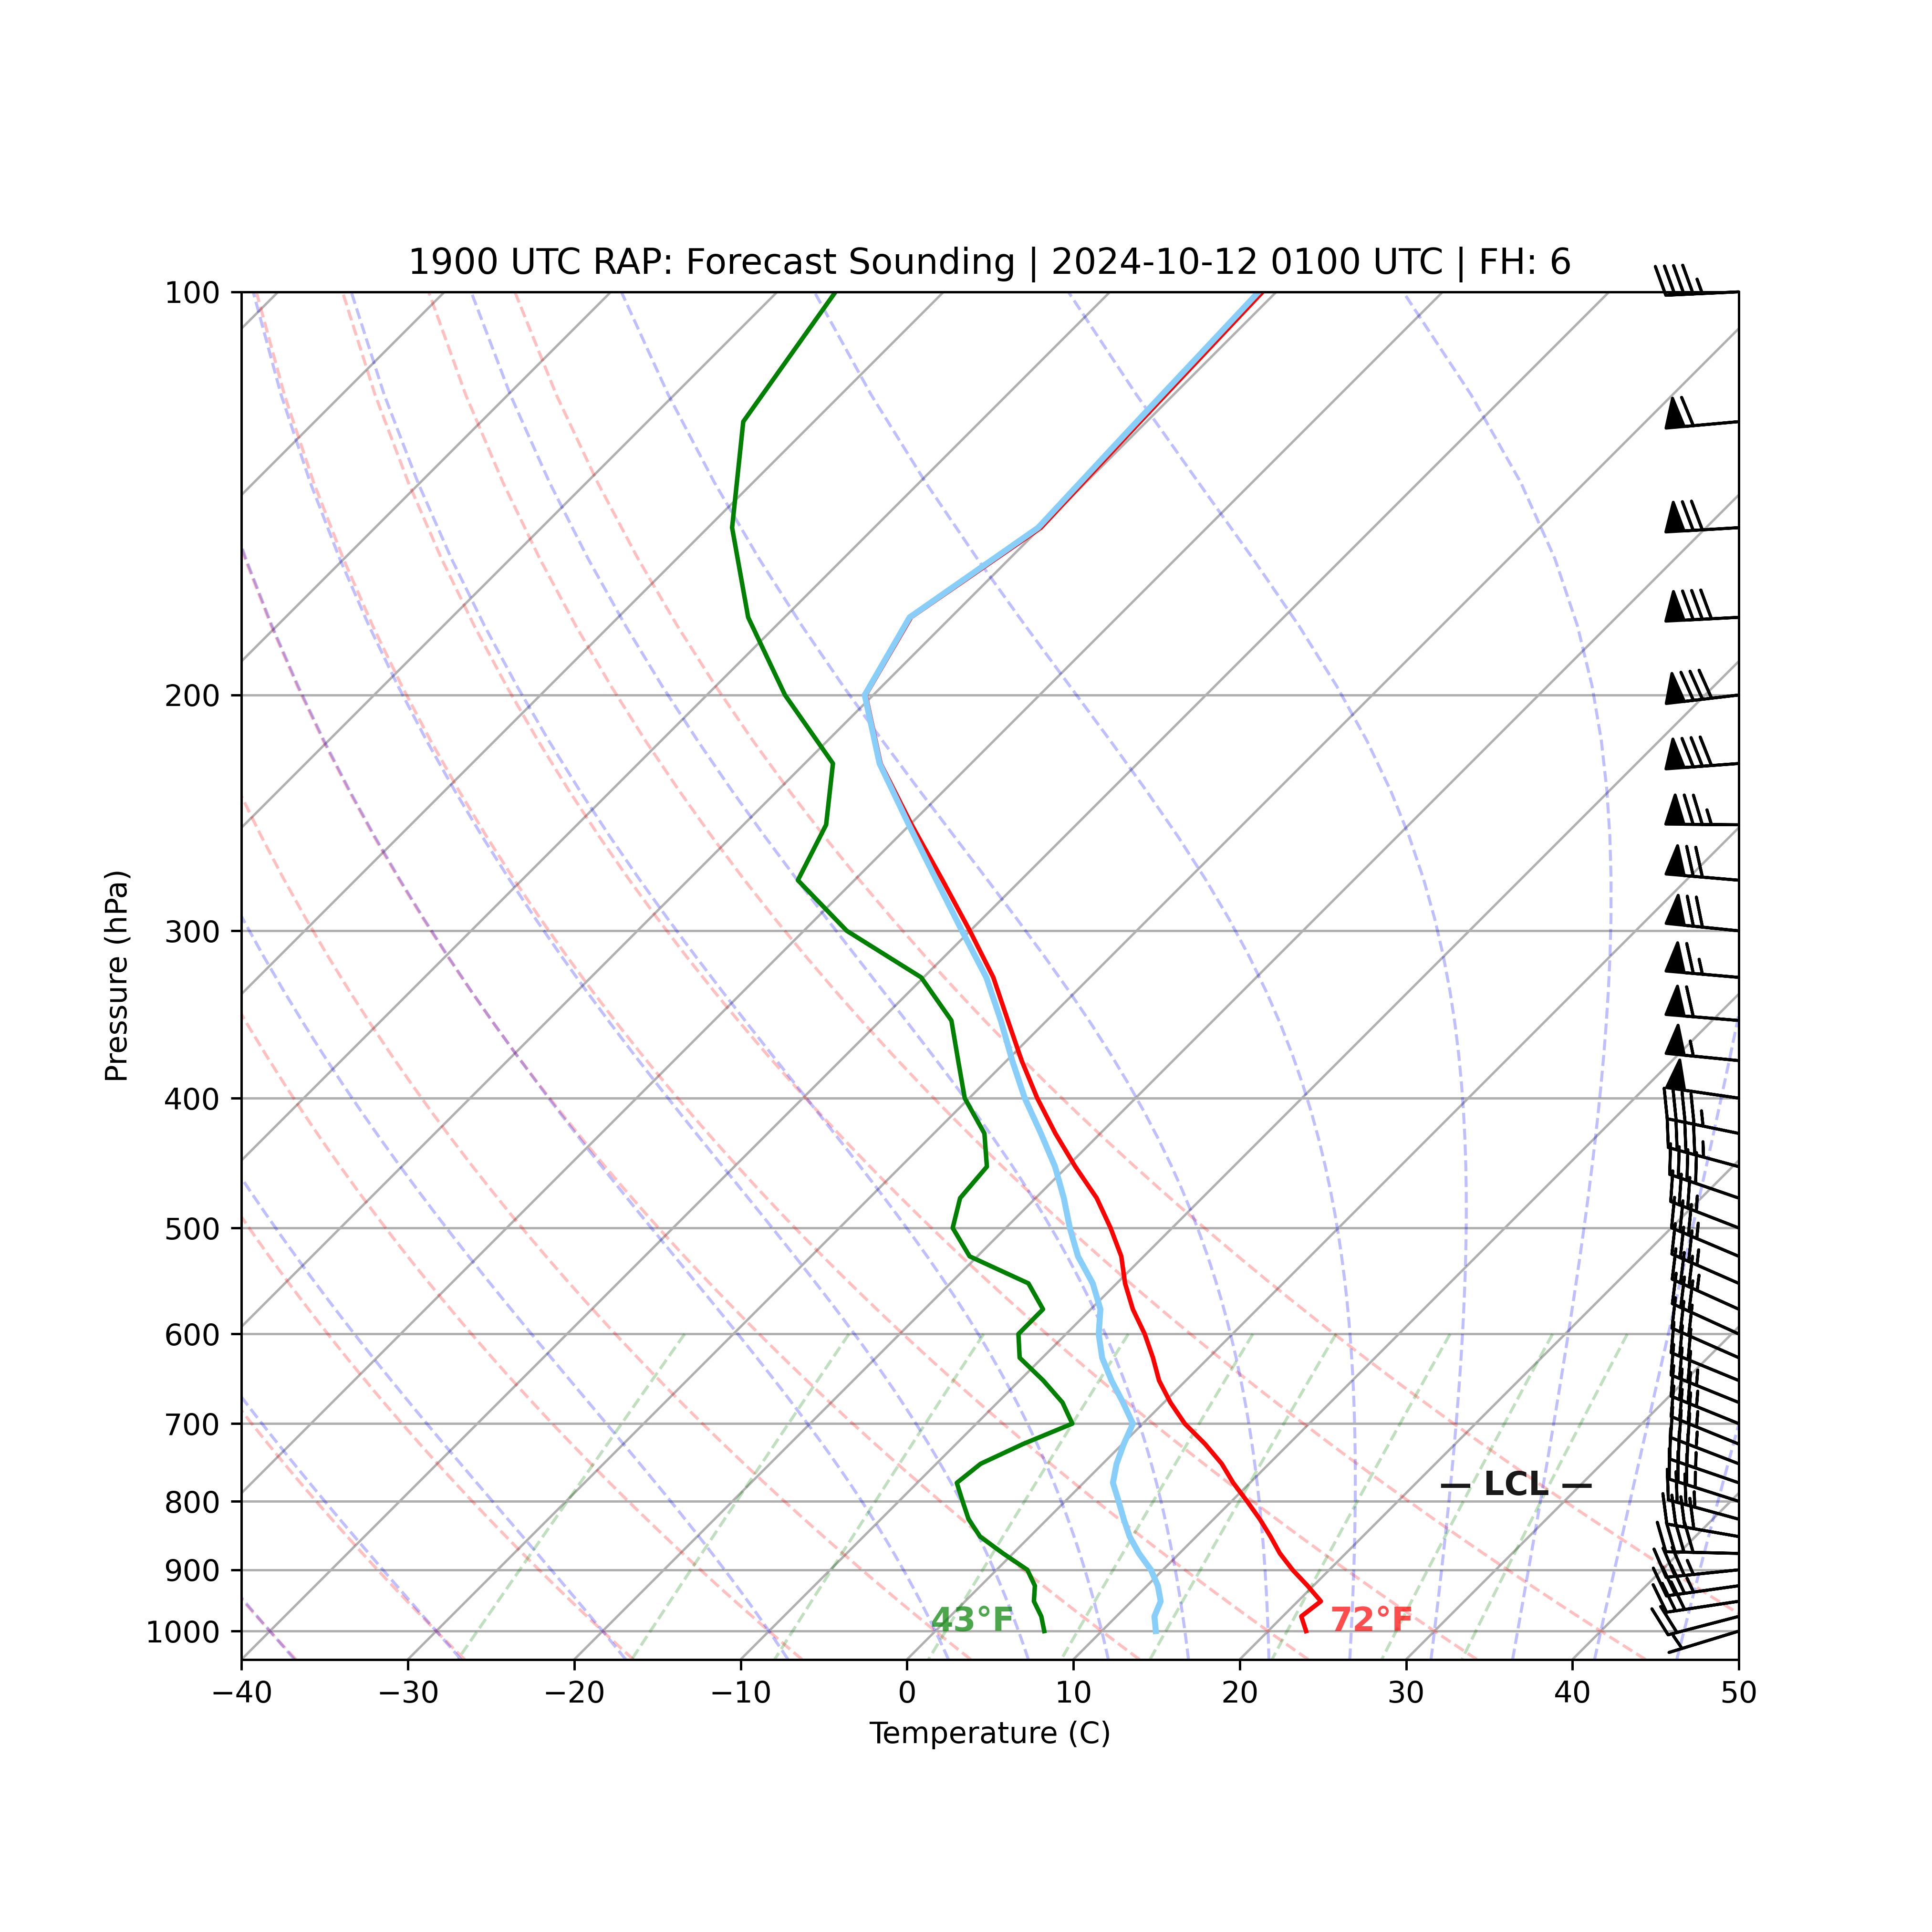 1900 UTC RAP: Forecast Sounding | 2024-10-12 0100 UTC | FH: 6
100
200
300
400
500
600
700
800
900
1000
Pressure (hPa)
— LCL —
43°F
72°F
−40 −30 −20 −10 0 10 20 30 40 50
Temperature (C)